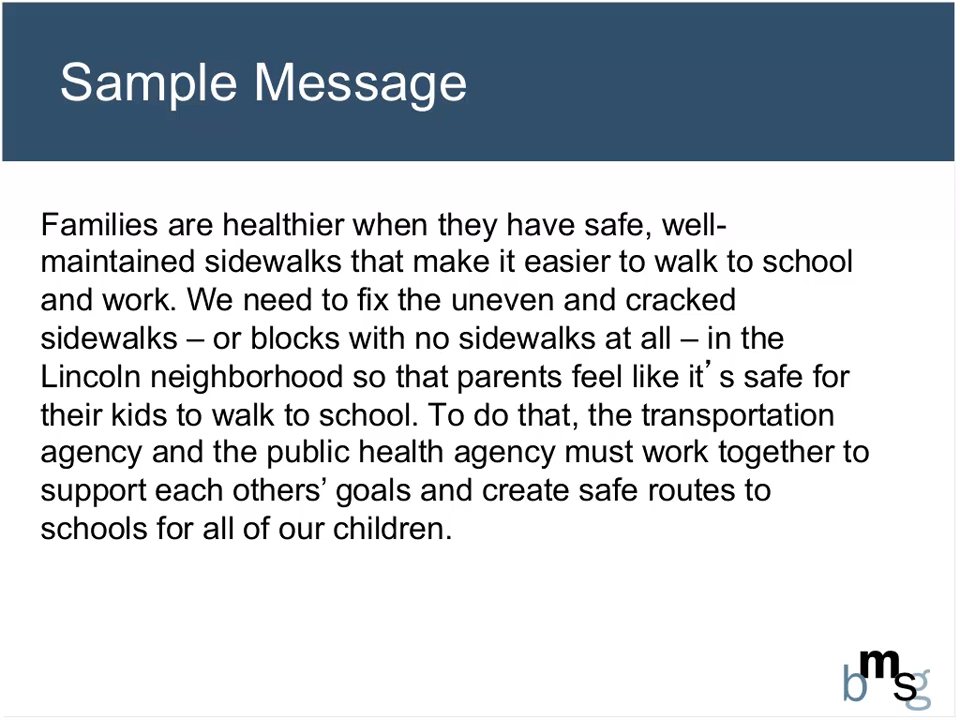 Sample Message
Families are healthier when they have safe, well-
maintained sidewalks that make it easier to walk to school
and work. We need to fix the uneven and cracked
sidewalks – or blocks with no sidewalks at all – in the
Lincoln neighborhood so that parents feel like it’ s safe for
their kids to walk to school. To do that, the transportation
agency and the public health agency must work together to
support each others’ goals and create safe routes to
schools for all of our children.
bmsg